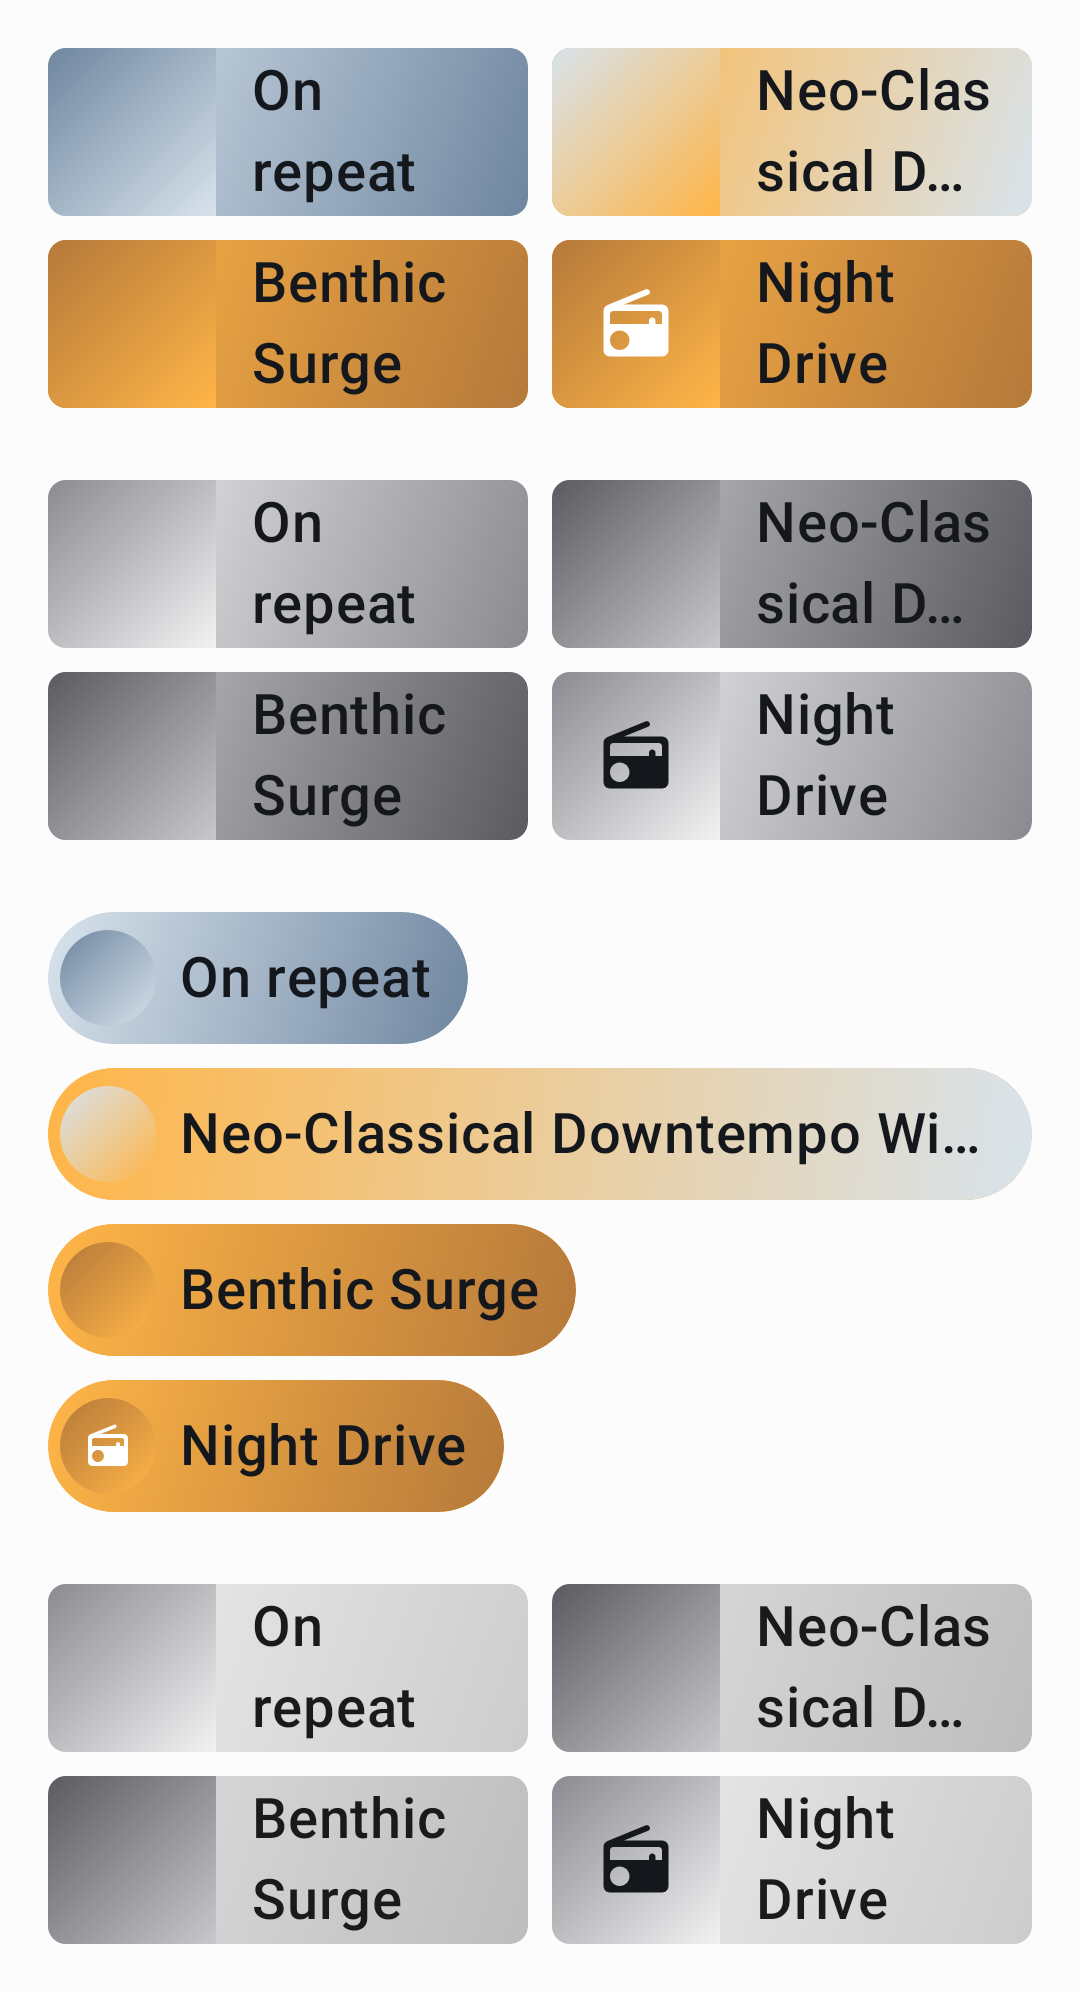 On
repeat
Neo-Clas
sical D…
Benthic
Surge
Night
Drive
On
repeat
Neo-Clas
sical D…
Benthic
Surge
Night
Drive
On repeat
Neo-Classical Downtempo Wi…
Benthic Surge
Night Drive
On
repeat
Neo-Clas
sical D…
Benthic
Surge
Night
Drive